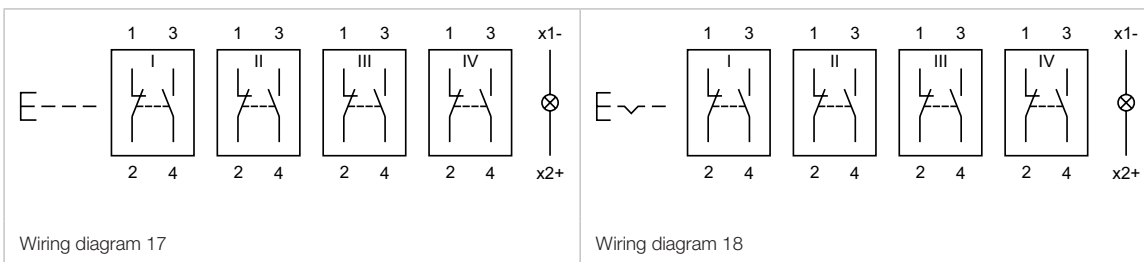 1 3 1 3 1 3 1 3 x1- 1 3 1 3 1 3 1 3 x1-
I II III IV I II III IV
2 4 2 4 2 4 2 4 x2+ 2 4 2 4 2 4 2 4 x2+
Wiring diagram 17 Wiring diagram 18